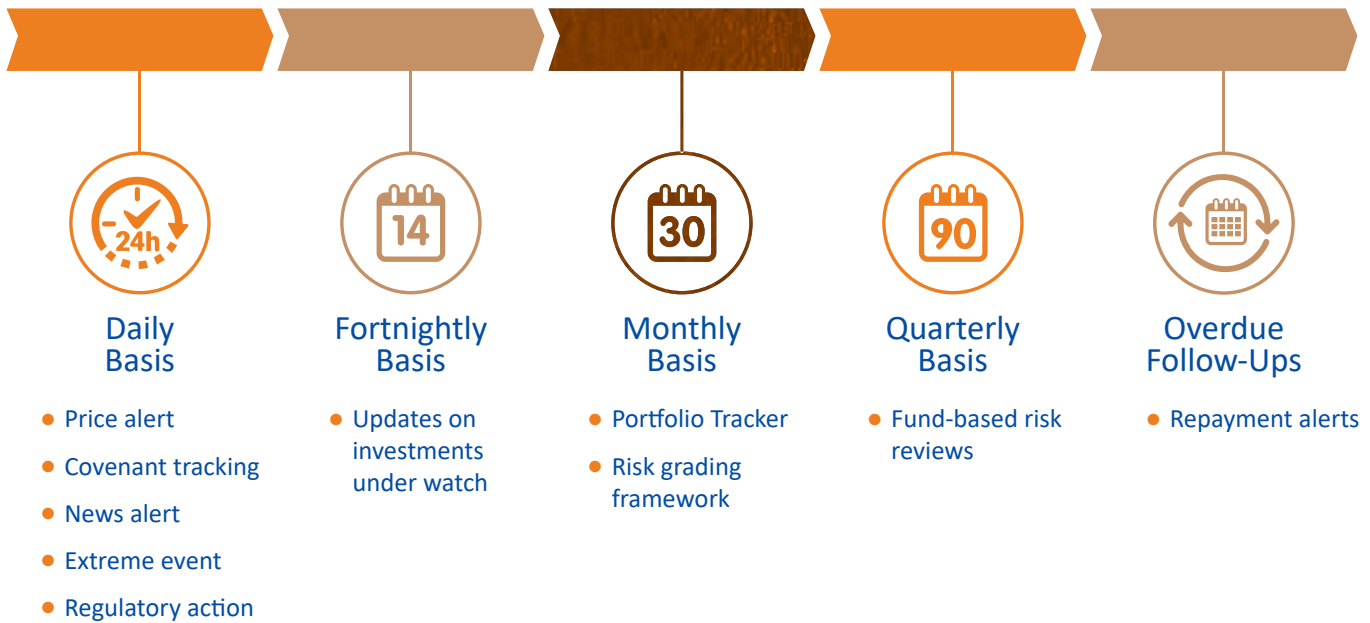 24h
14
30
90
Daily
Basis
Fortnightly
Basis
Monthly
Basis
Quarterly
Basis
Overdue
Follow-Ups
Price alert
Covenant tracking
News alert
Extreme event
Regulatory action
Updates on
investments
under watch
Portfolio Tracker
Risk grading
framework
Fund-based risk
reviews
Repayment alerts